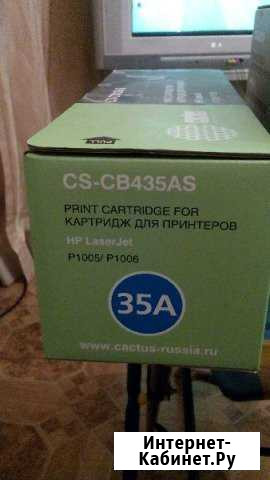 PULL
CS-CB435AS
PRINT CARTRIDGE FOR
КАРТРИДЖ ДЛЯ ПРИНТЕРОВ
HP LaserJet
P1005/ P1006
35A
www.cactus-russia.ru
Интернет-
Кабинет.Ру